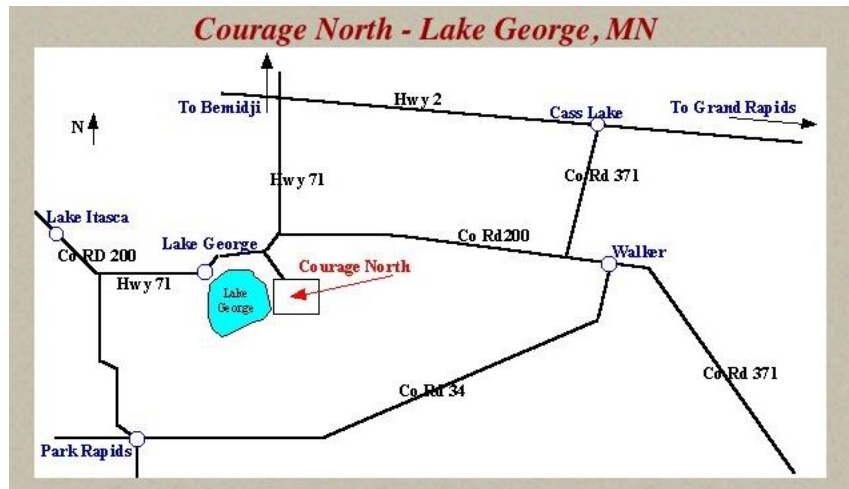 Courage North - Lake George, MN
To Bemidji
Hwy 2
Cass Lake
To Grand Rapids
N
Hwy 71
Co Rd 371
Lake Itasca
Co RD 200
Lake George
Co Rd200
Walker
Hwy 71
Courage North
Lake
George
Co Rd 34
Co Rd 371
Park Rapids